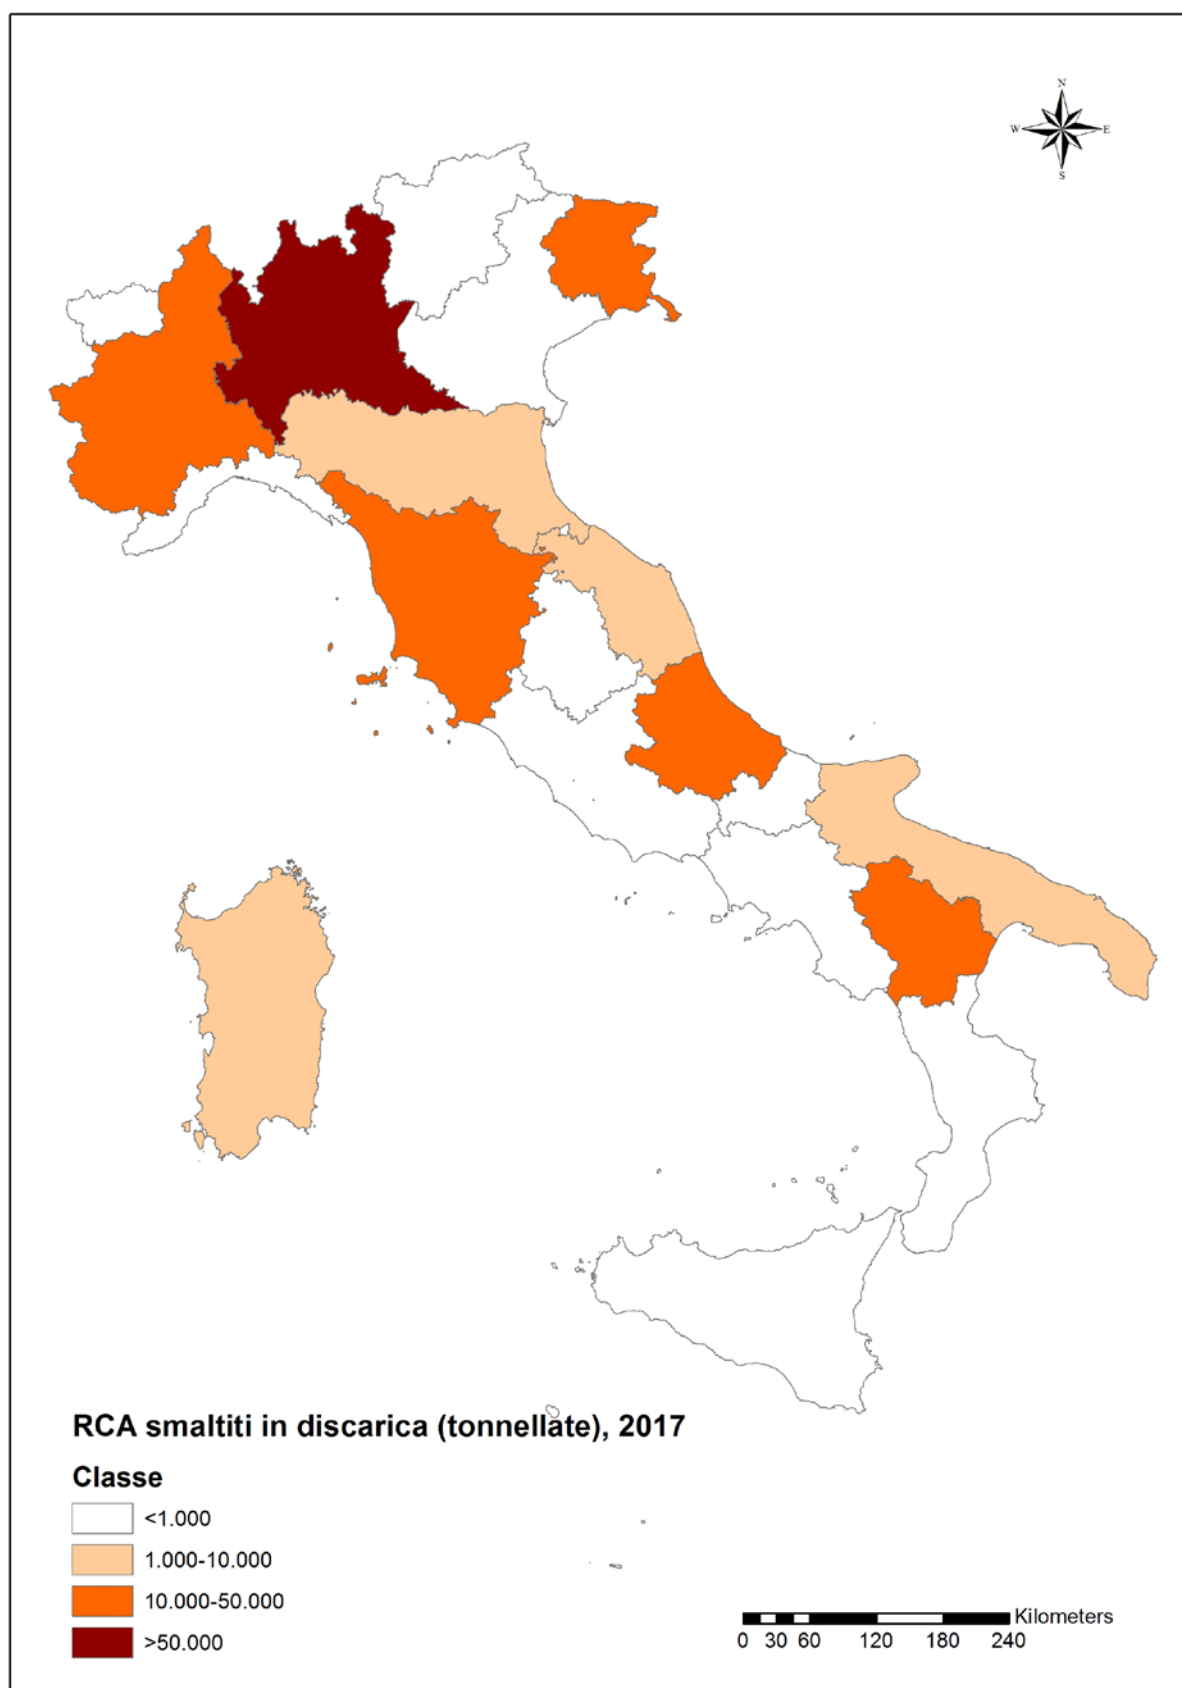 N
W E
S
RCA smaltiti in discarica (tonnellate), 2017
Classe
<1.000
1.000-10.000
10.000-50.000
>50.000
Kilometers
0 30 60 120 180 240